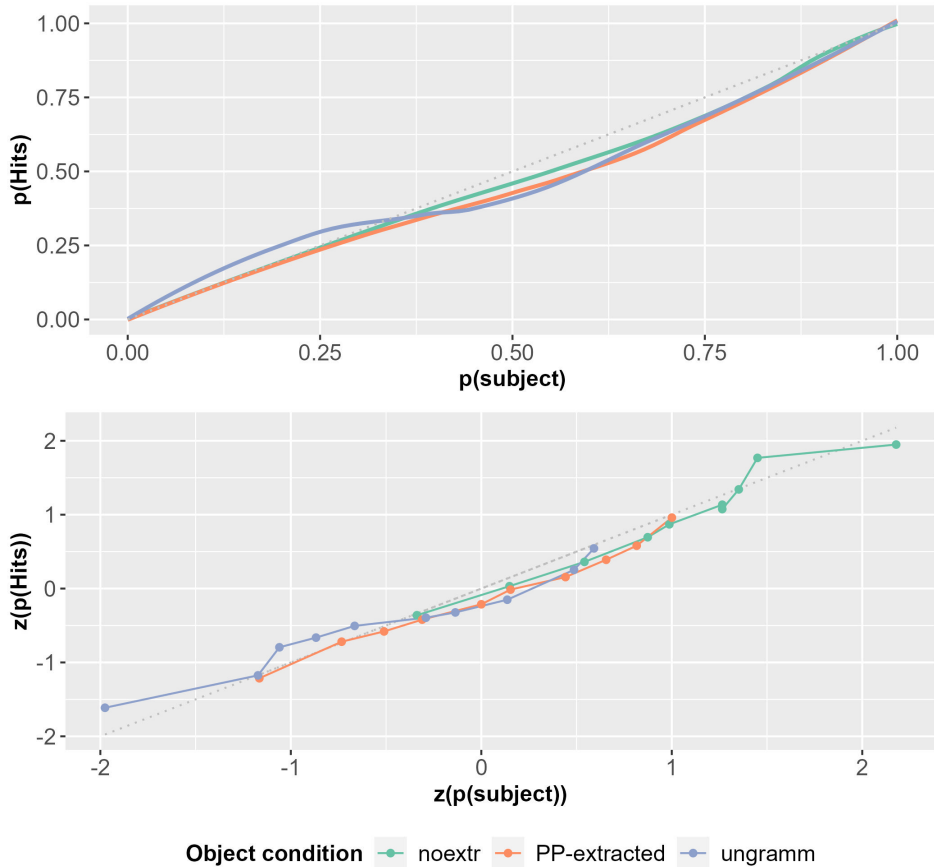 1.00
0.75
0.50
0.25
0.00
p(Hits)
0.00 0.25 0.50 0.75 1.00
p(subject)
2
1
0
-1
-2
z(p(Hits))
-2 -1 0 1 2
z(p(subject))
Object condition noextr PP-extracted ungramm